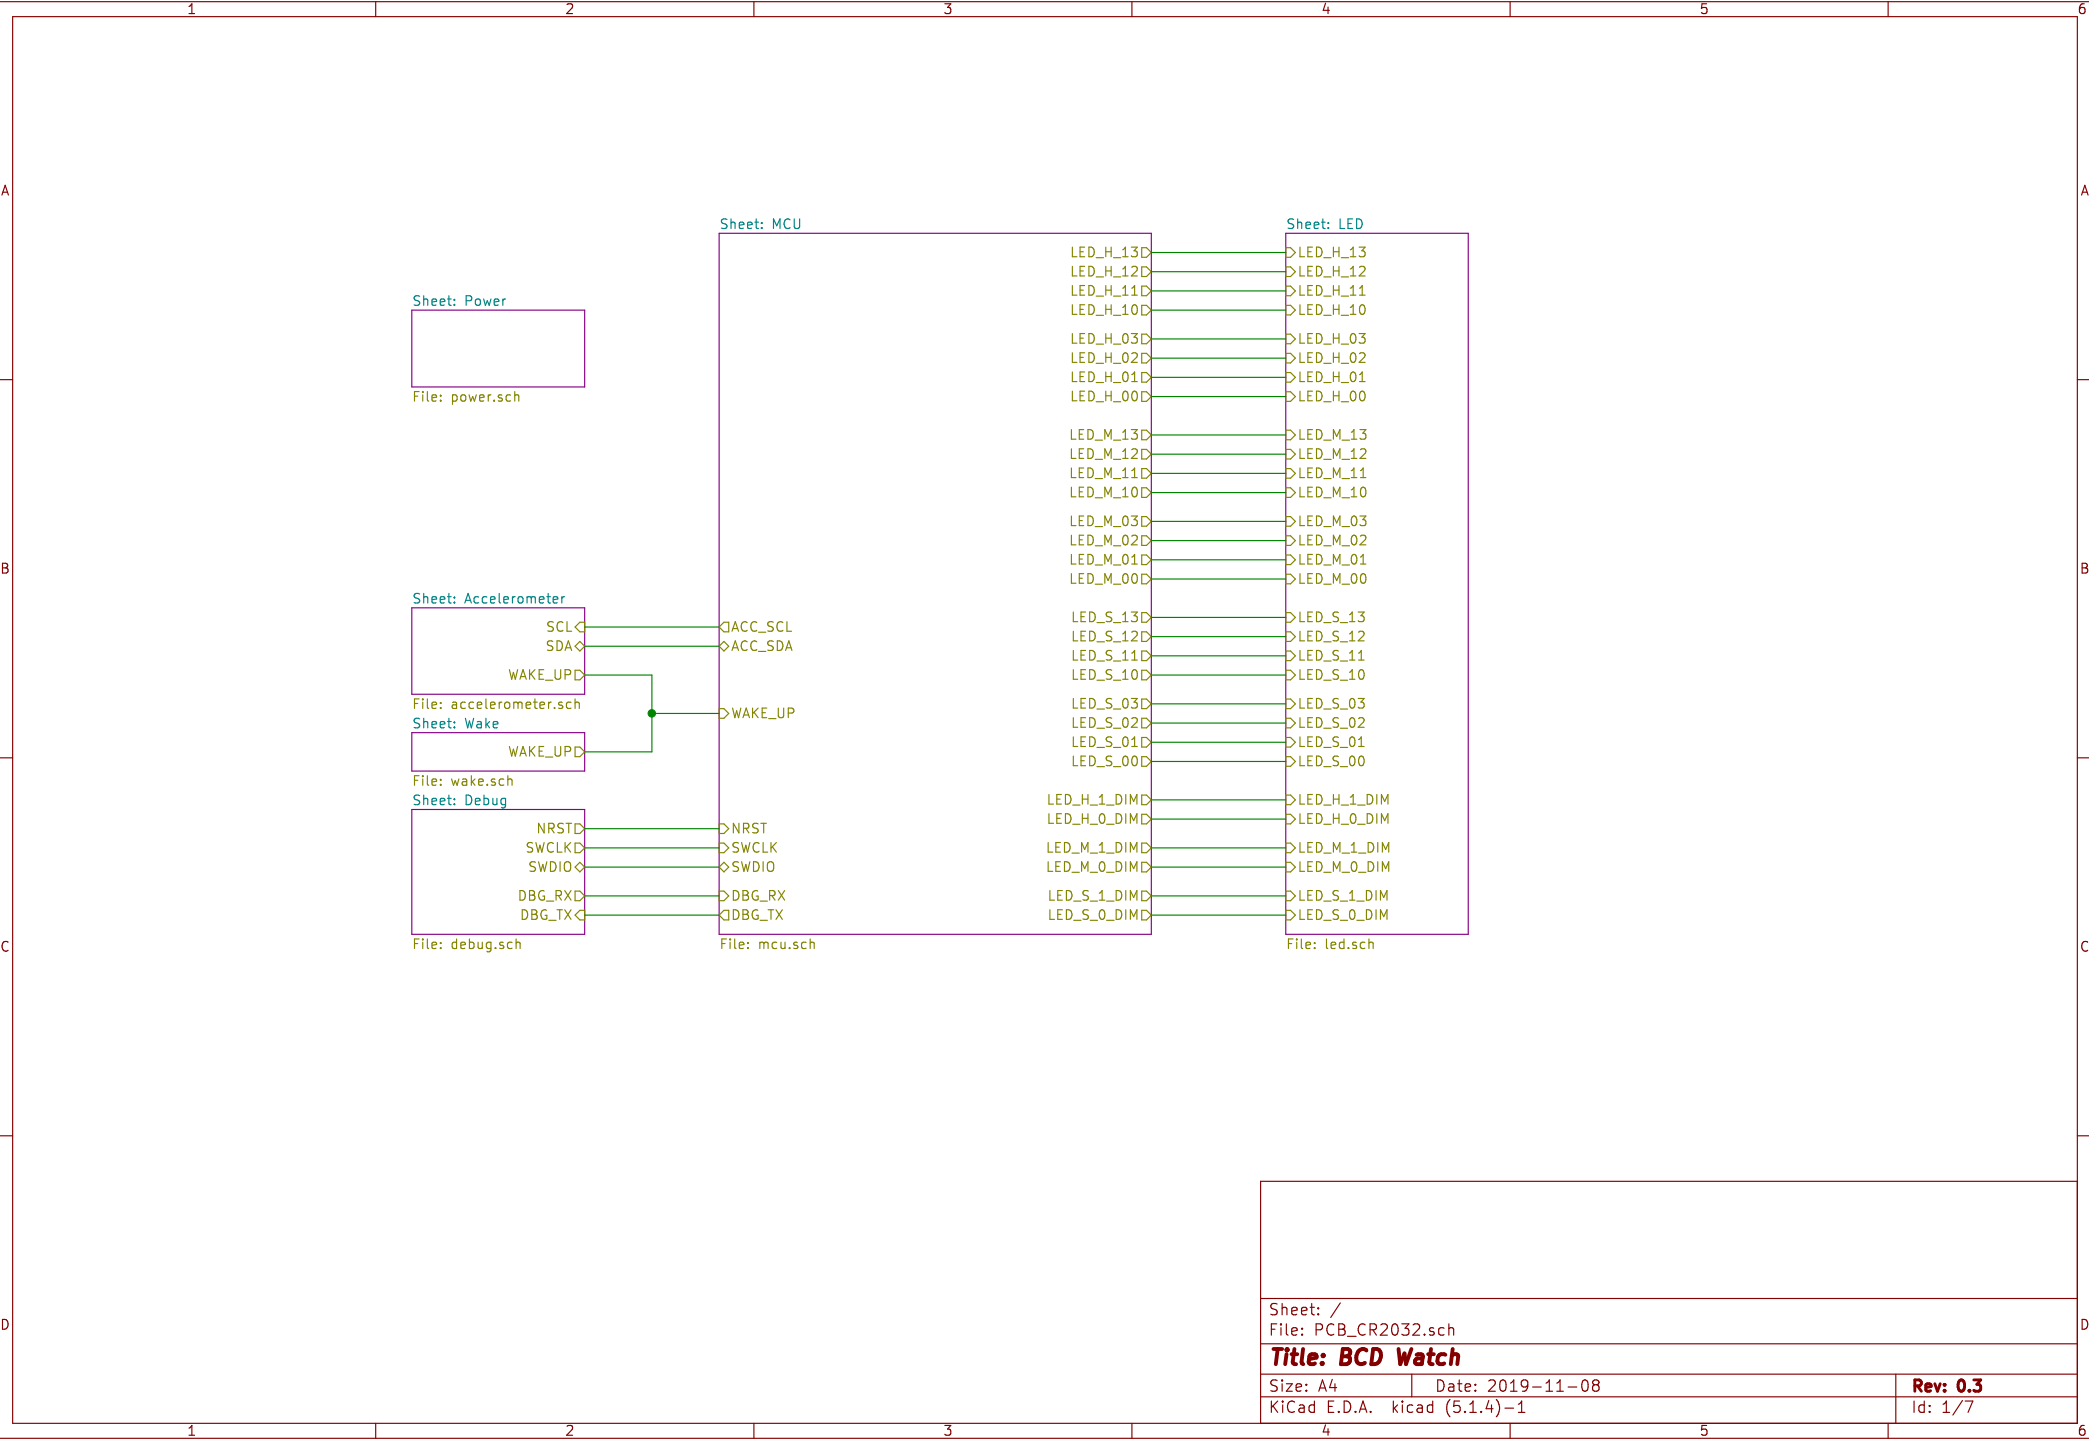 1 2 3 4 5 6
A A
B B
C C
D D
Sheet: Power
File: power.sch
Sheet: Accelerometer
SCL
SDA
WAKE_UP
File: accelerometer.sch
Sheet: Wake
WAKE_UP
File: wake.sch
Sheet: Debug
NRST
SWCLK
SWDIO
DBG_RX
DBG_TX
File: debug.sch
Sheet: MCU
ACC_SCL
ACC_SDA
WAKE_UP
NRST
SWCLK
SWDIO
DBG_RX
DBG_TX
LED_H_13
LED_H_12
LED_H_11
LED_H_10
LED_H_03
LED_H_02
LED_H_01
LED_H_00
LED_M_13
LED_M_12
LED_M_11
LED_M_10
LED_M_03
LED_M_02
LED_M_01
LED_M_00
LED_S_13
LED_S_12
LED_S_11
LED_S_10
LED_S_03
LED_S_02
LED_S_01
LED_S_00
LED_H_1_DIM
LED_H_0_DIM
LED_M_1_DIM
LED_M_0_DIM
LED_S_1_DIM
LED_S_0_DIM
File: mcu.sch
Sheet: LED
LED_H_13
LED_H_12
LED_H_11
LED_H_10
LED_H_03
LED_H_02
LED_H_01
LED_H_00
LED_M_13
LED_M_12
LED_M_11
LED_M_10
LED_M_03
LED_M_02
LED_M_01
LED_M_00
LED_S_13
LED_S_12
LED_S_11
LED_S_10
LED_S_03
LED_S_02
LED_S_01
LED_S_00
LED_H_1_DIM
LED_H_0_DIM
LED_M_1_DIM
LED_M_0_DIM
LED_S_1_DIM
LED_S_0_DIM
File: led.sch
Sheet: /
File: PCB_CR2032.sch
Title: BCD Watch
Size: A4 Date: 2019-11-08 Rev: 0.3
KiCad E.D.A. kicad (5.1.4)-1 Id: 1/7
1 2 3 4 5 6